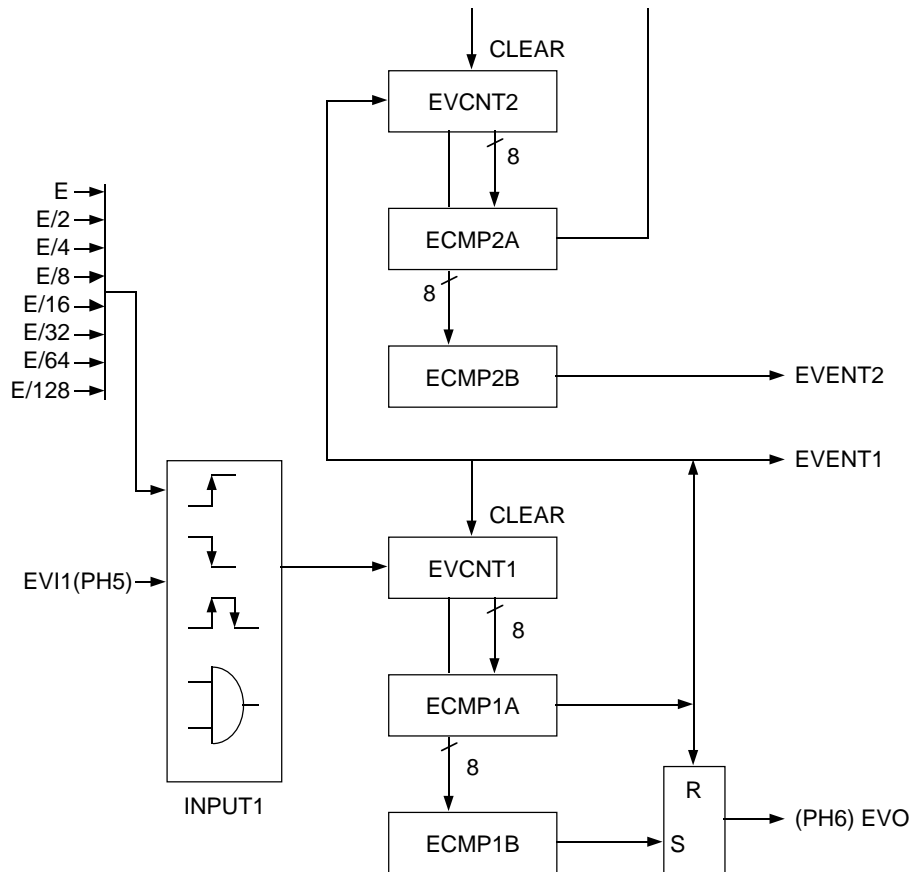 CLEAR
EVCNT2
8
E
E/2
E/4
E/8
E/16
E/32
E/64
E/128
ECMP2A
8
ECMP2B
EVENT2
EVENT1
CLEAR
EVI1(PH5)
EVCNT1
8
ECMP1A
8
INPUT1
R
(PH6) EVO
ECMP1B
S